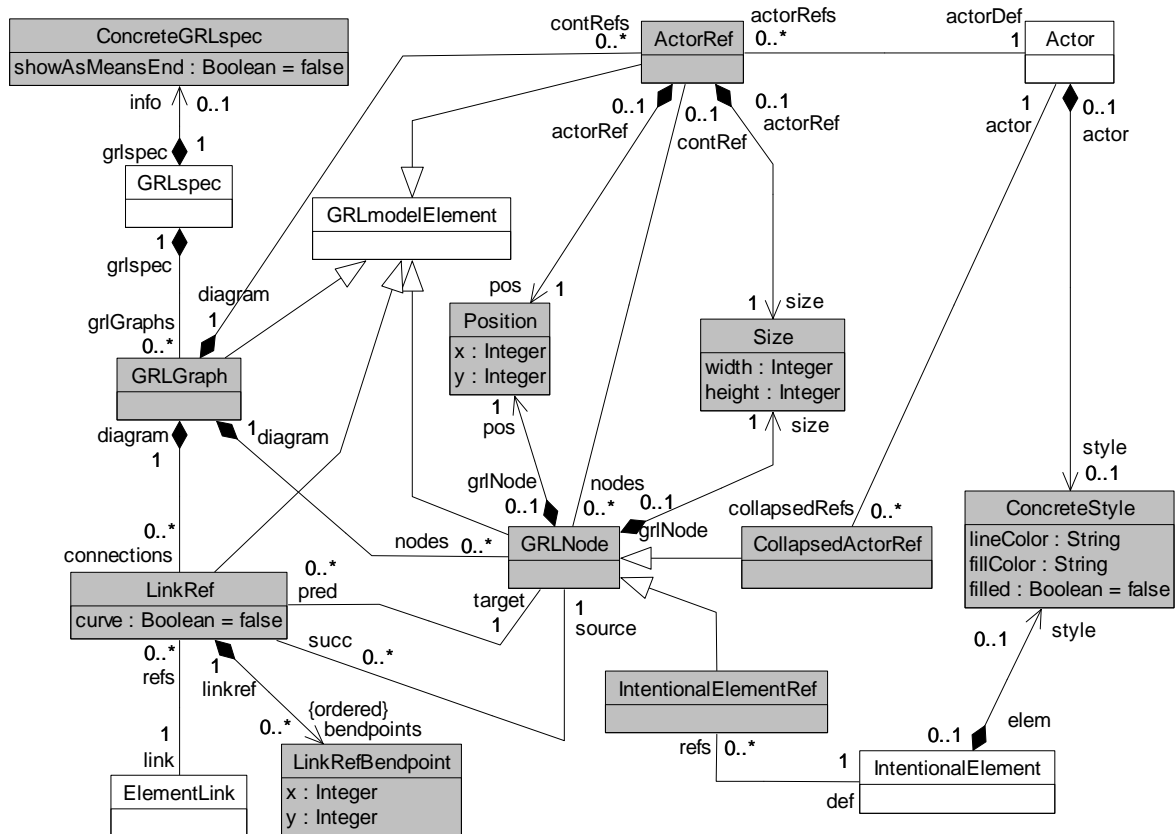 ConcreteGRLspec
showAsMeansEnd : Boolean = false
info
0..1
grlspec
1
GRLspec
1
grlspec
grlGraphs
0..*
GRLGraph
contRefs
0..*
ActorRef
actorRefs
0..*
actorDef
1
Actor
0..1
actorRef
0..1
contRef
0..1
actorRef
1
actor
0..1
actor
GRLmodelElement
diagram
1
pos
1
Position
x : Integer
y : Integer
1
pos
1
size
Size
width : Integer
height : Integer
1
size
diagram
1
1
diagram
grlNode
0..1
nodes
0..*
0..1
grlNode
nodes
0..*
GRLNode
collapsedRefs
0..*
CollapsedActorRef
style
0..1
ConcreteStyle
lineColor : String
fillColor : String
filled : Boolean = false
0..*
connections
LinkRef
curve : Boolean = false
0..*
pred
target
1
1
source
succ
0..*
0..*
refs
1
linkref
{ordered}
0..*
bendpoints
LinkRefBendpoint
x : Integer
y : Integer
1
link
ElementLink
IntentionalElementRef
refs
0..*
1
def
0..1
style
0..1
elem
IntentionalElement